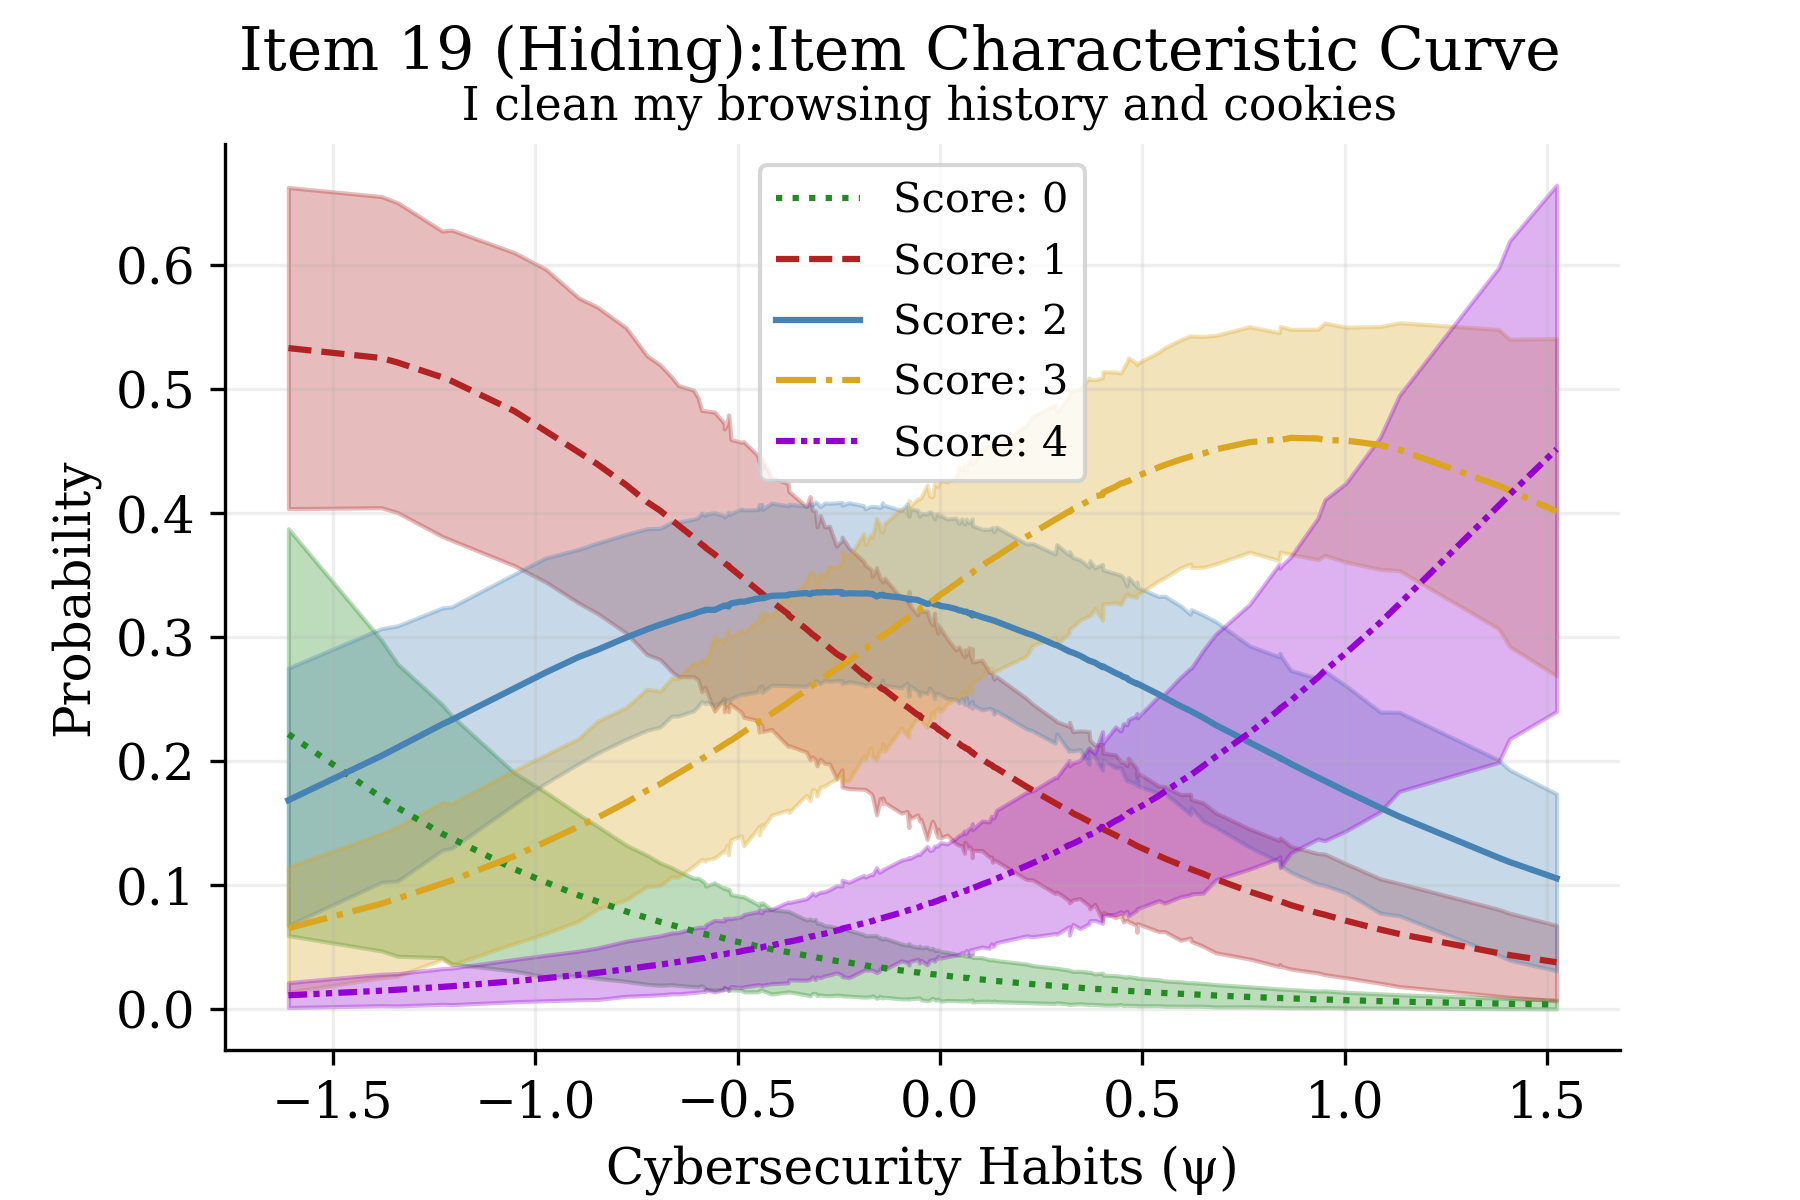 Item 19 (Hiding):Item Characteristic Curve
I clean my browsing history and cookies
Score: 0
Score: 1
Score: 2
Score: 3
Score: 4
Probability
0.6
0.5
0.4
0.3
0.2
0.1
0.0
−1.5 −1.0 −0.5 0.0 0.5 1.0 1.5
Cybersecurity Habits (ψ)